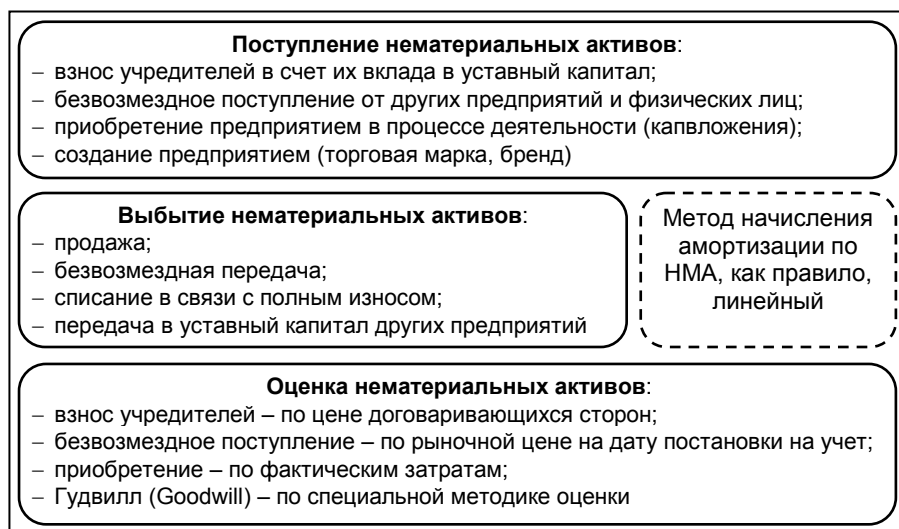 Поступление нематериальных активов:
– взнос учредителей в счет их вклада в уставный капитал;
– безвозмездное поступление от других предприятий и физических лиц;
– приобретение предприятием в процессе деятельности (капвложения);
– создание предприятием (торговая марка, бренд)
Выбытие нематериальных активов:
– продажа;
– безвозмездная передача;
– списание в связи с полным износом;
– передача в уставный капитал других предприятий
Метод начисления
амортизации по
НМА, как правило,
линейный
Оценка нематериальных активов:
– взнос учредителей – по цене договаривающихся сторон;
– безвозмездное поступление – по рыночной цене на дату постановки на учет;
– приобретение – по фактическим затратам;
– Гудвилл (Goodwill) – по специальной методике оценки